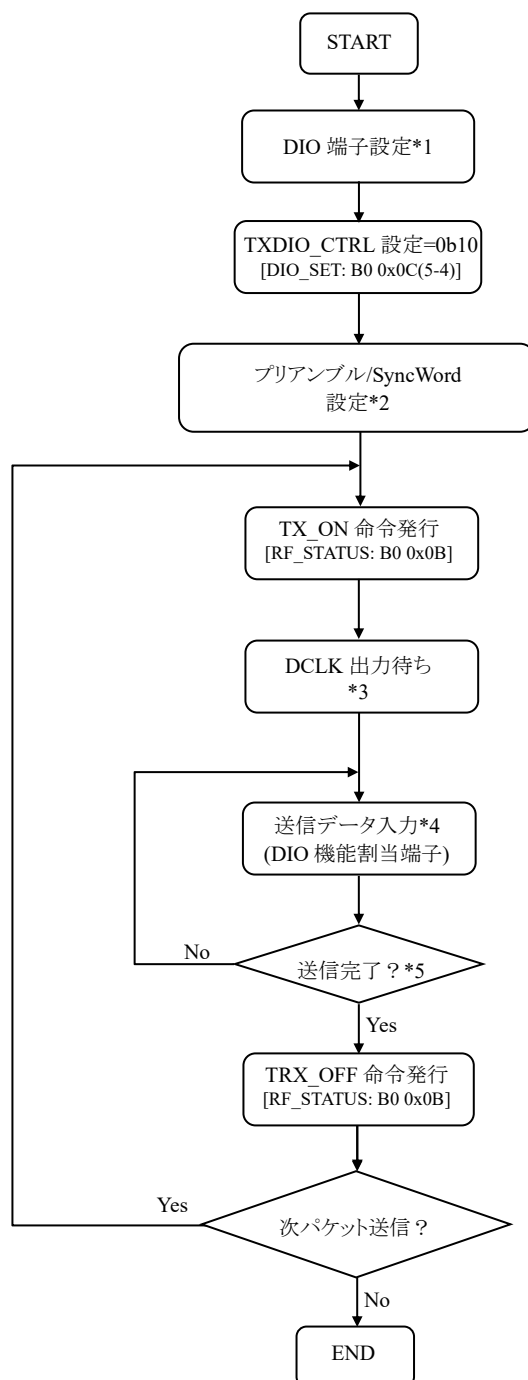 START
DIO 端子設定*1
TXDIO_CTRL 設定=0b10
[DIO_SET: B0 0x0C(5-4)]
プリアンブル/SyncWord
設定*2
TX_ON 命令発行
[RF_STATUS: B0 0x0B]
DCLK 出力待ち
*3
送信データ入力*4
(DIO 機能割当端子)
No
送信完了？*5
Yes
TRX_OFF 命令発行
[RF_STATUS: B0 0x0B]
Yes
次パケット送信？
No
END